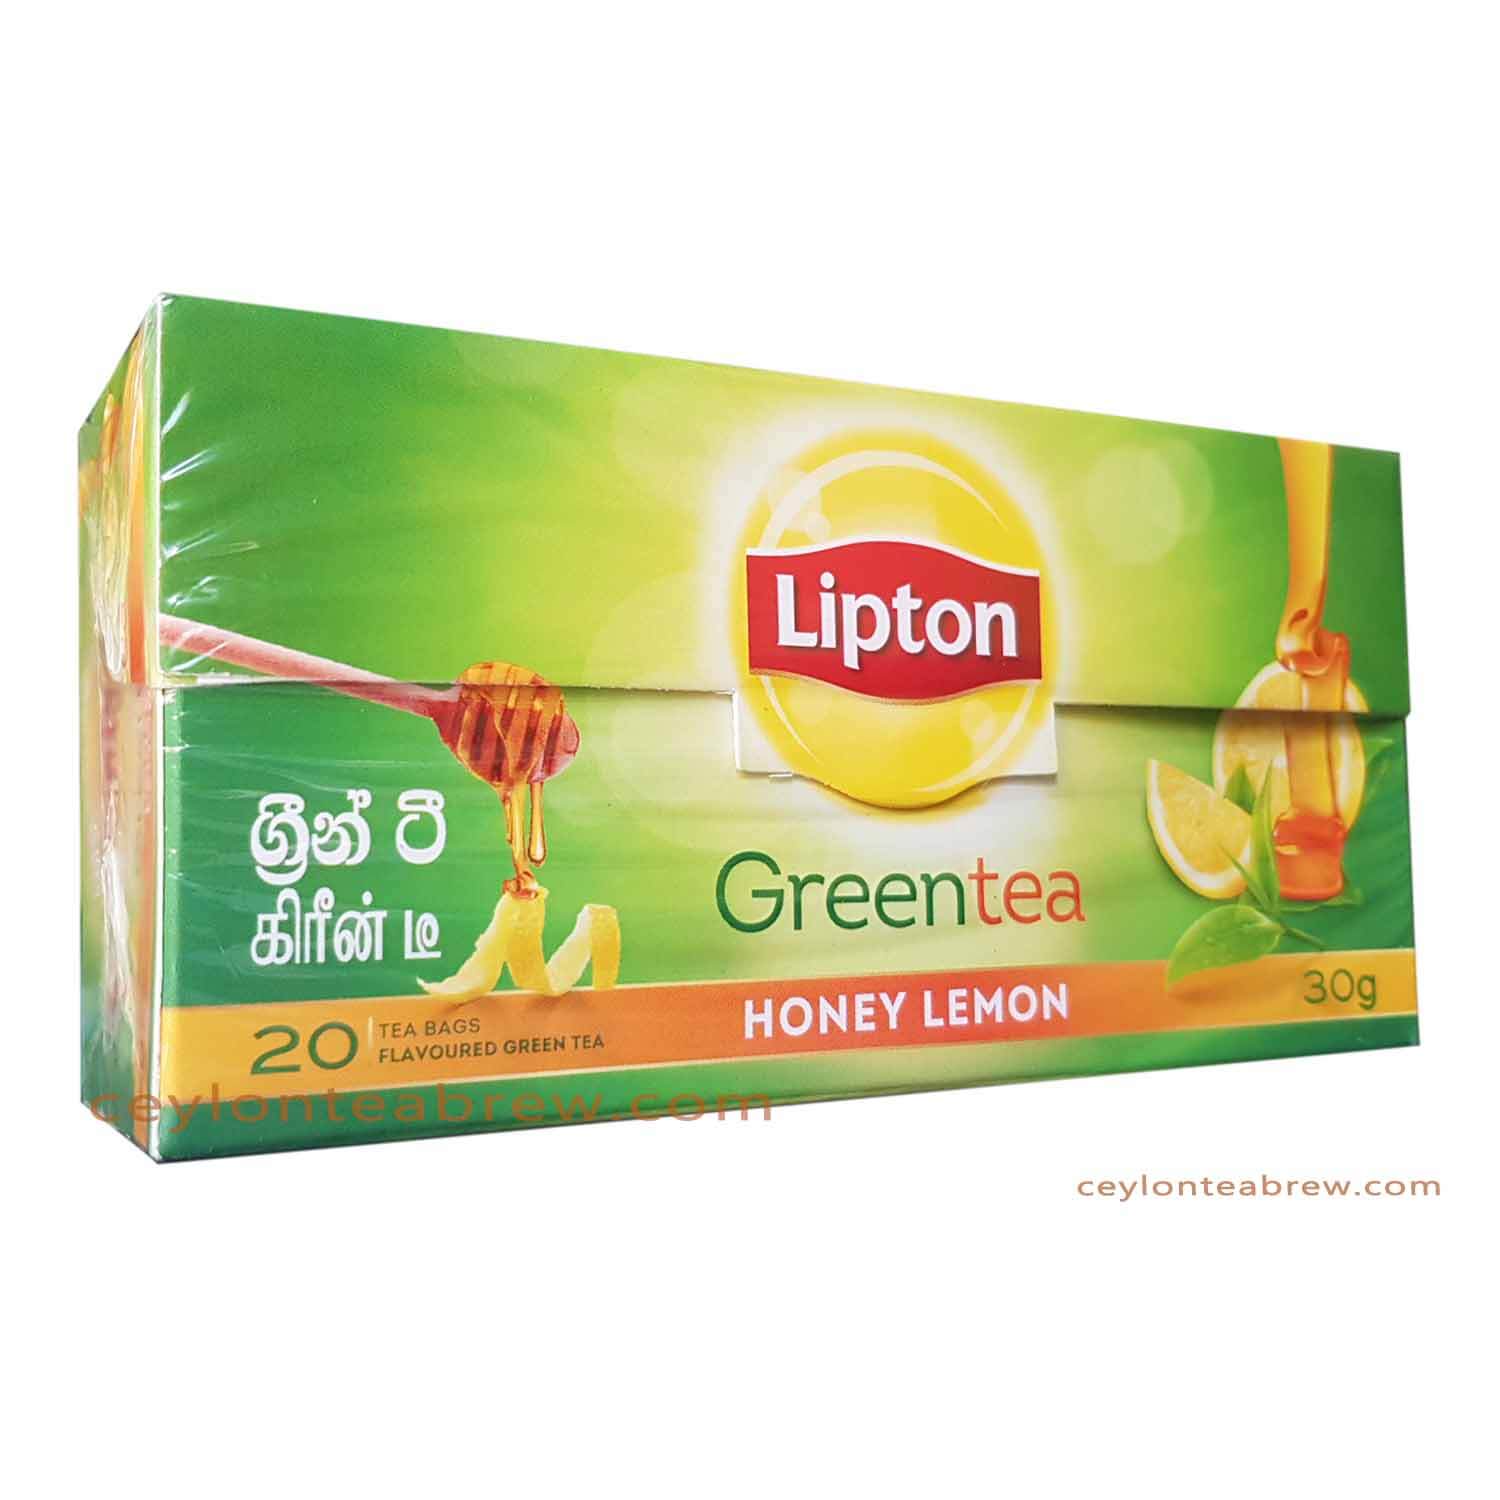 Lipton
Greentea
HONEY LEMON
ග්‍රීන් ටී
கிரீன் டீ
20 TEA BAGS
FLAVOURED GREEN TEA
30g
ceylonteabrew.com
ceylonteabrew.com